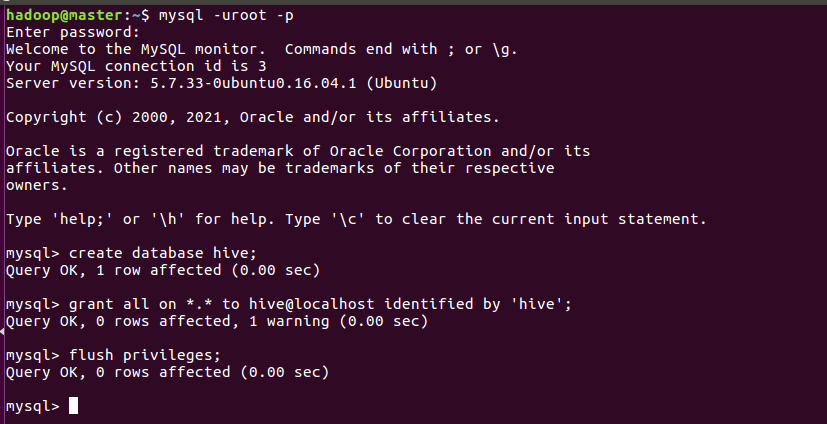 hadoop@master:~$ mysql -uroot -p
Enter password:
Welcome to the MySQL monitor.  Commands end with ; or \g.
Your MySQL connection id is 3
Server version: 5.7.33-0ubuntu0.16.04.1 (Ubuntu)
Copyright (c) 2000, 2021, Oracle and/or its affiliates.
Oracle is a registered trademark of Oracle Corporation and/or its
affiliates. Other names may be trademarks of their respective
owners.
Type 'help;' or '\h' for help. Type '\c' to clear the current input statement.
mysql> create database hive;
Query OK, 1 row affected (0.00 sec)
mysql> grant all on *.* to hive@localhost identified by 'hive';
Query OK, 0 rows affected, 1 warning (0.00 sec)
mysql> flush privileges;
Query OK, 0 rows affected (0.00 sec)
mysql>